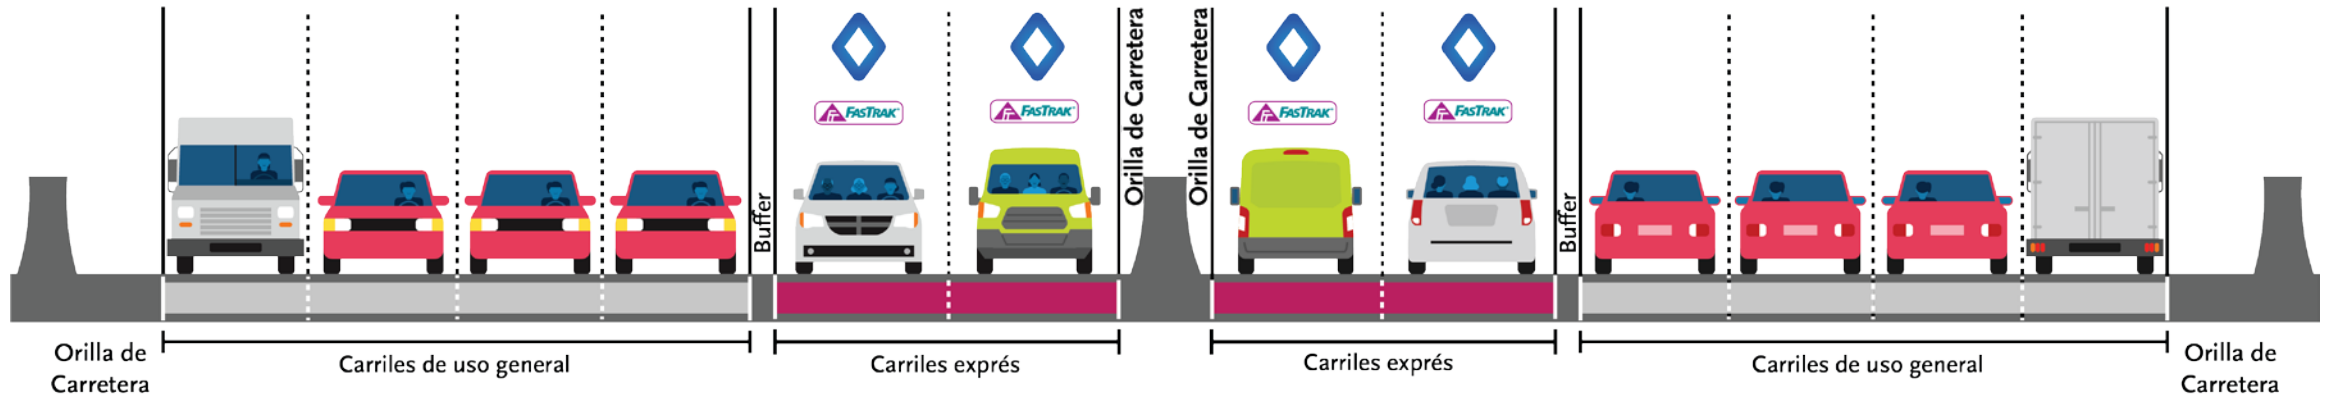 FASTRAK
FASTRAK
FASTRAK
FASTRAK
Buffer
Orilla de Carretera
Orilla de Carretera
Buffer
Orilla de
Carretera
Carriles de uso general
Carriles exprés
Carriles exprés
Carriles de uso general
Orilla de
Carretera